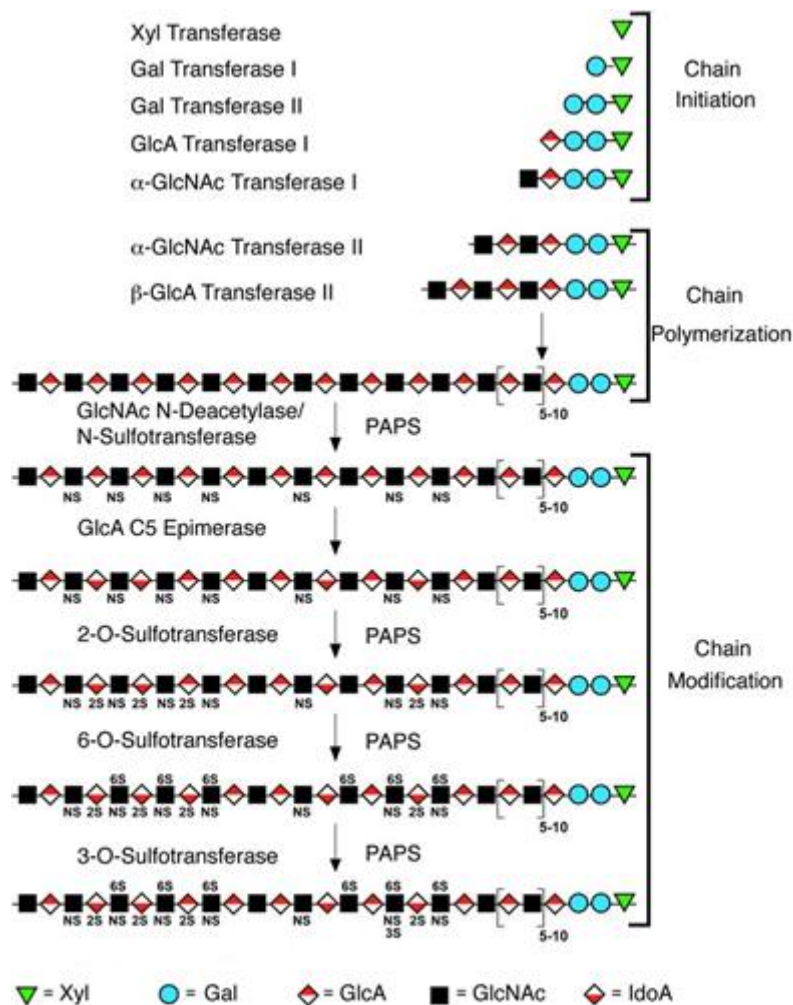 Xyl Transferase
Gal Transferase I
Gal Transferase II
GlcA Transferase I
α-GlcNAc Transferase I
Chain
Initiation
α-GlcNAc Transferase II
β-GlcA Transferase II
Chain
Polymerization
5-10
GlcNAc N-Deacetylase/
N-Sulfotransferase
PAPS
NS NS NS NS NS NS NS
5-10
GlcA C5 Epimerase
NS NS NS NS NS NS NS
5-10
2-O-Sulfotransferase
PAPS
Chain
Modification
NS 2S NS 2S NS 2S NS NS NS 2S NS
5-10
6-O-Sulfotransferase
PAPS
6S 6S 6S 6S 6S 6S
NS 2S NS 2S NS 2S NS NS NS 2S NS
5-10
3-O-Sulfotransferase
PAPS
6S 6S 6S 6S 6S 6S
NS 2S NS 2S NS 2S NS NS NS 2S NS
3S
5-10
= Xyl = Gal = GlcA = GlcNAc = IdoA